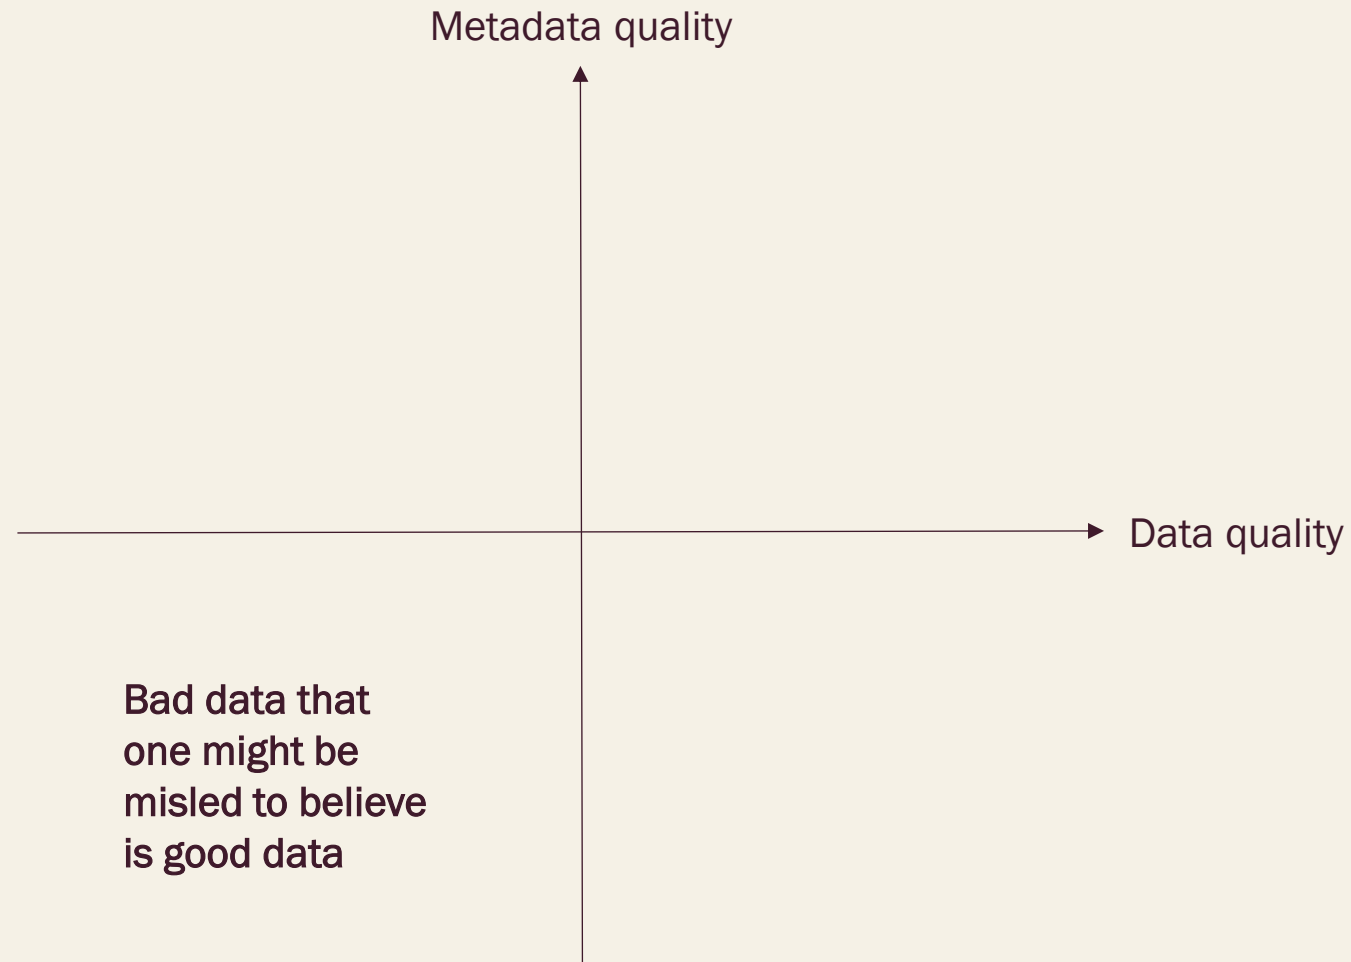 Metadata quality
Data quality
Bad data that
one might be
misled to believe
is good data